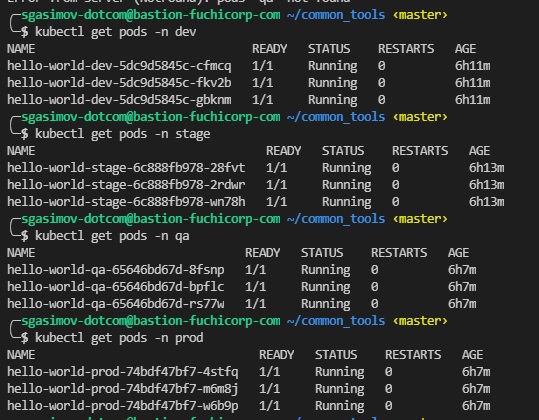 sgasimov-dotcom@bastion-fuchicorp-com ~/common_tools ‹master›
$ kubectl get pods -n dev
NAME READY STATUS RESTARTS AGE
hello-world-dev-5dc9d5845c-cfmcq 1/1 Running 0 6h11m
hello-world-dev-5dc9d5845c-fkv2b 1/1 Running 0 6h11m
hello-world-dev-5dc9d5845c-gbknm 1/1 Running 0 6h11m
sgasimov-dotcom@bastion-fuchicorp-com ~/common_tools ‹master›
$ kubectl get pods -n stage
NAME READY STATUS RESTARTS AGE
hello-world-stage-6c888fb978-28fvt 1/1 Running 0 6h13m
hello-world-stage-6c888fb978-2rdwr 1/1 Running 0 6h13m
hello-world-stage-6c888fb978-wn78h 1/1 Running 0 6h13m
sgasimov-dotcom@bastion-fuchicorp-com ~/common_tools ‹master›
$ kubectl get pods -n qa
NAME READY STATUS RESTARTS AGE
hello-world-qa-65646bd67d-8fsnp 1/1 Running 0 6h7m
hello-world-qa-65646bd67d-bpflc 1/1 Running 0 6h7m
hello-world-qa-65646bd67d-rs77w 1/1 Running 0 6h7m
sgasimov-dotcom@bastion-fuchicorp-com ~/common_tools ‹master›
$ kubectl get pods -n prod
NAME READY STATUS RESTARTS AGE
hello-world-prod-74bdf47bf7-4stfq 1/1 Running 0 6h7m
hello-world-prod-74bdf47bf7-m6m8j 1/1 Running 0 6h7m
hello-world-prod-74bdf47bf7-w6b9p 1/1 Running 0 6h7m